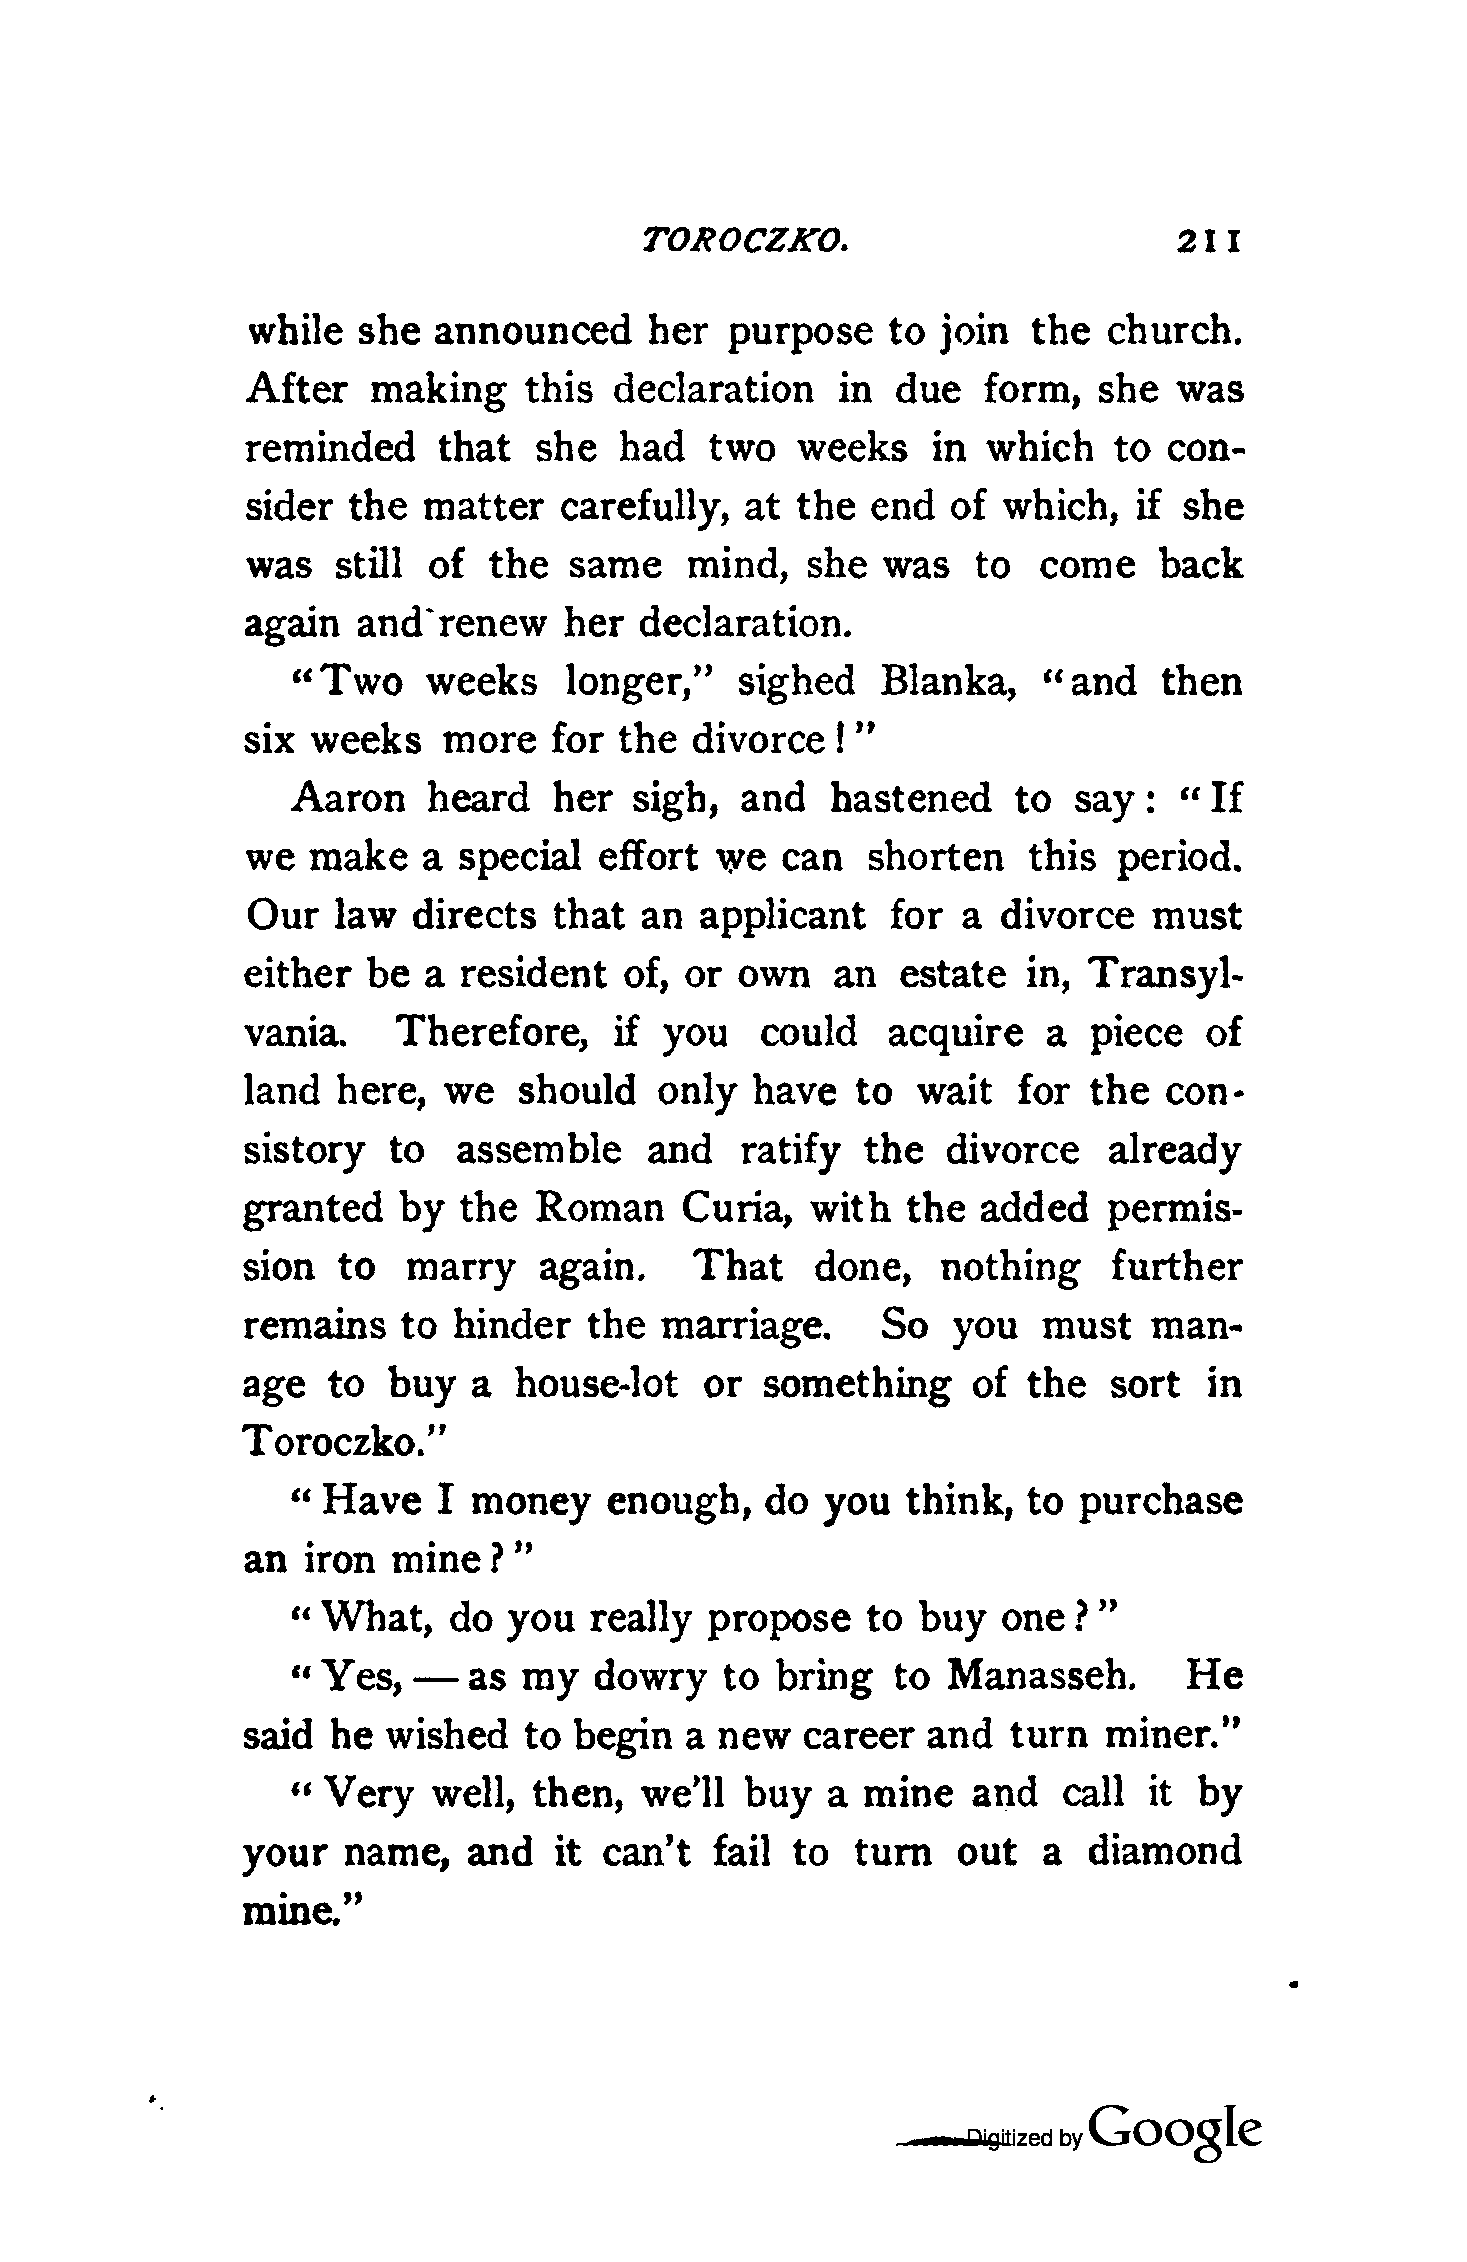 TOROCZKO. 211
while she announced her purpose to join the church.
After making this declaration in due form, she was
reminded that she had two weeks in which to con-
sider the matter carefully, at the end of which, if she
was still of the same mind, she was to come back
again and renew her declaration.
"Two weeks longer," sighed Blanka, "and then
six weeks more for the divorce!"
Aaron heard her sigh, and hastened to say: "If
we make a special effort we can shorten this period.
Our law directs that an applicant for a divorce must
either be a resident of, or own an estate in, Transyl-
vania. Therefore, if you could acquire a piece of
land here, we should only have to wait for the con-
sistory to assemble and ratify the divorce already
granted by the Roman Curia, with the added permis-
sion to marry again. That done, nothing further
remains to hinder the marriage. So you must man-
age to buy a house-lot or something of the sort in
Toroczko."
"Have I money enough, do you think, to purchase
an iron mine?"
"What, do you really propose to buy one?"
"Yes, — as my dowry to bring to Manasseh. He
said he wished to begin a new career and turn miner."
"Very well, then, we'll buy a mine and call it by
your name, and it can't fail to turn out a diamond
mine."
Digitized by Google